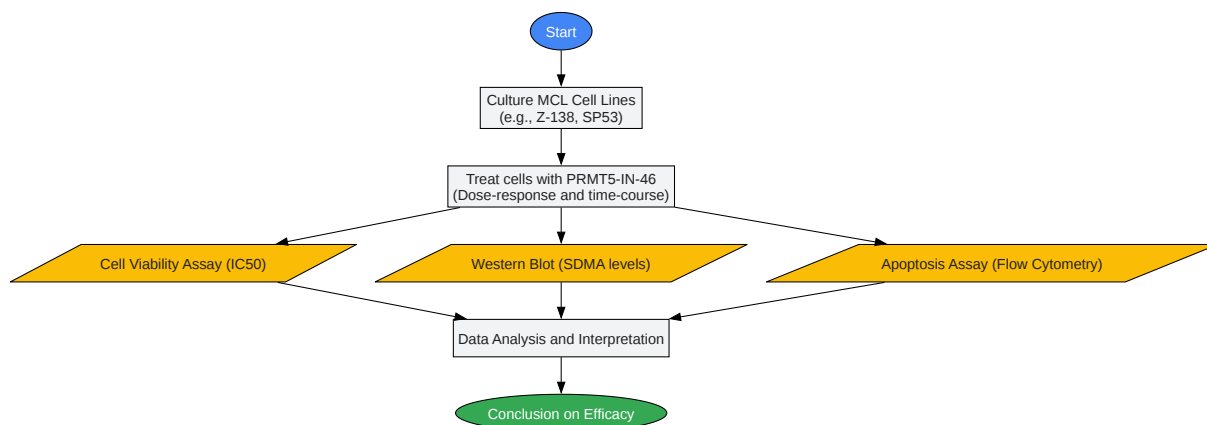 Start
Culture MCL Cell Lines
(e.g., Z-138, SP53)
Treat cells with PRMT5-IN-46
(Dose-response and time-course)
Cell Viability Assay (IC50)
Western Blot (SDMA levels)
Apoptosis Assay (Flow Cytometry)
Data Analysis and Interpretation
Conclusion on Efficacy